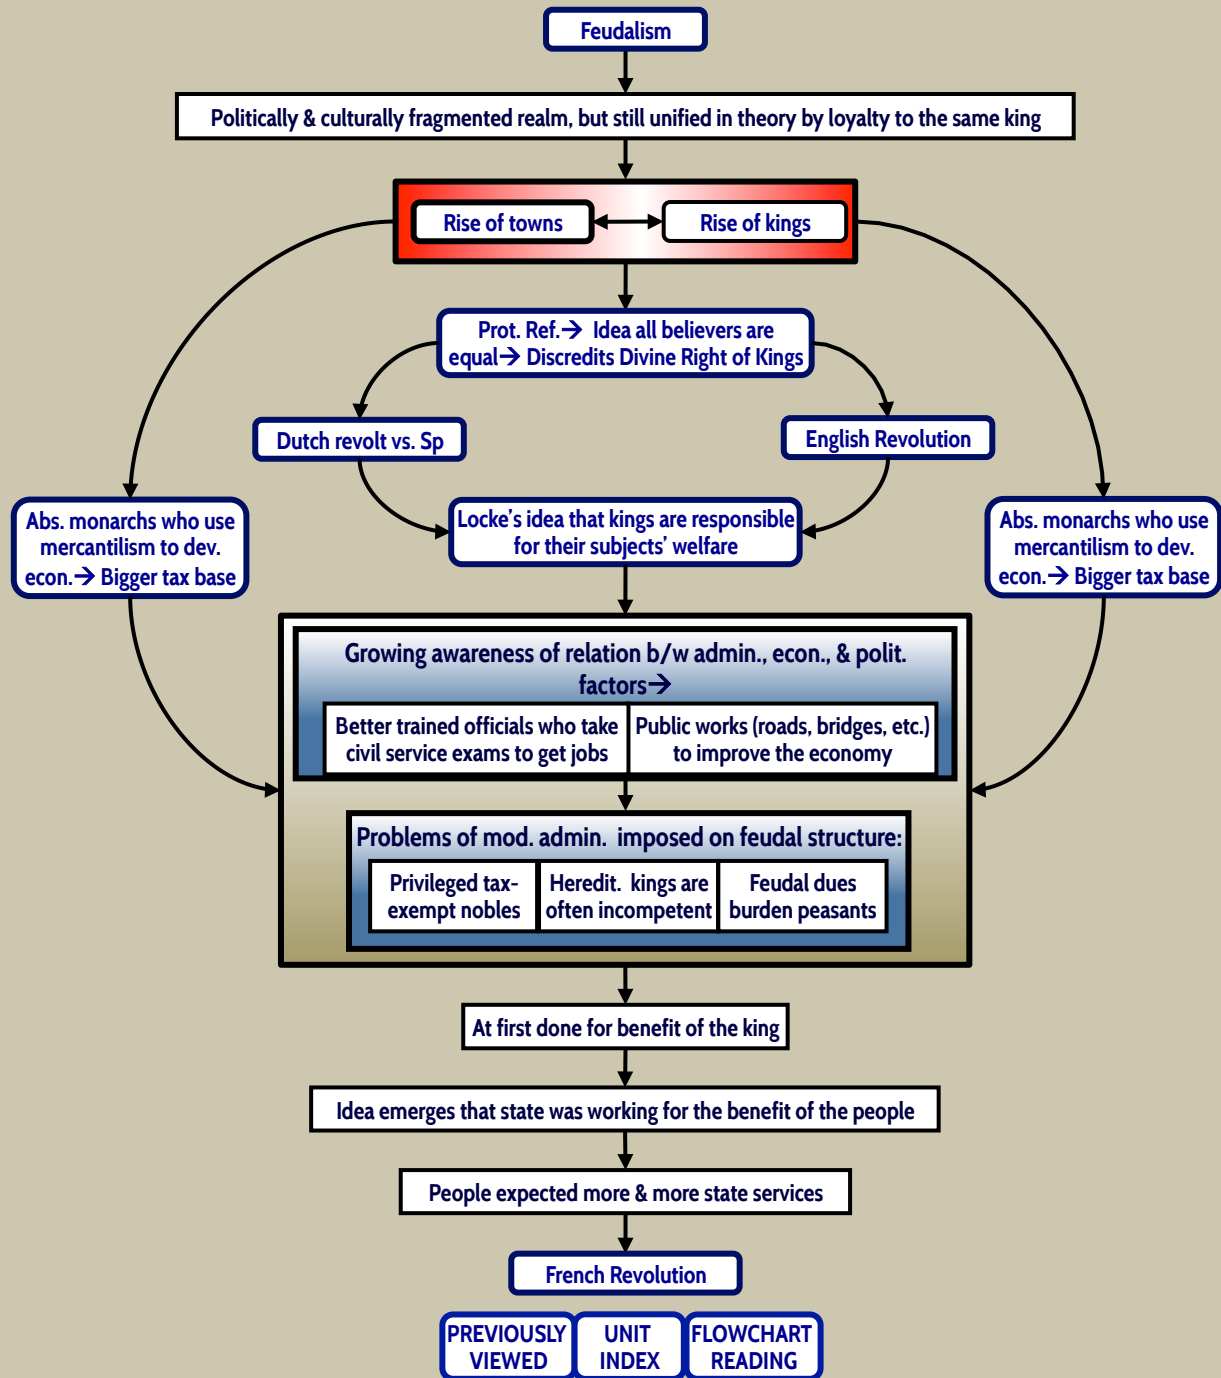 Feudalism
Politically & culturally fragmented realm, but still unified in theory by loyalty to the same king
Rise of towns
Rise of kings
Prot. Ref.→ Idea all believers are
equal→ Discredits Divine Right of Kings
Dutch revolt vs. Sp
English Revolution
Abs. monarchs who use
mercantilism to dev.
econ.→ Bigger tax base
Locke's idea that kings are responsible
for their subjects' welfare
Abs. monarchs who use
mercantilism to dev.
econ.→ Bigger tax base
Growing awareness of relation b/w admin., econ., & polit.
factors→
Better trained officials who take
civil service exams to get jobs
Public works (roads, bridges, etc.)
to improve the economy
Problems of mod. admin. imposed on feudal structure:
Privileged tax-
exempt nobles
Heredit. kings are
often incompetent
Feudal dues
burden peasants
At first done for benefit of the king
Idea emerges that state was working for the benefit of the people
People expected more & more state services
French Revolution
PREVIOUSLY
VIEWED
UNIT
INDEX
FLOWCHART
READING